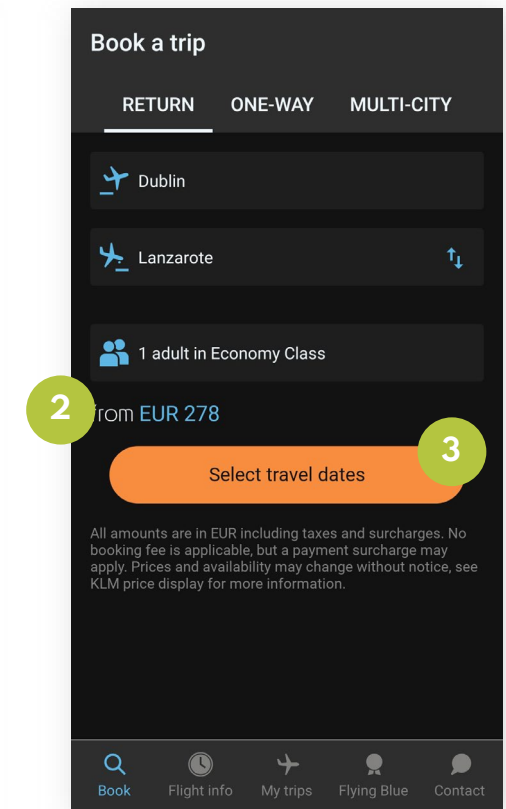 Book a trip
RETURN ONE-WAY MULTI-CITY
Dublin
Lanzarote
1 adult in Economy Class
2
from EUR 278
3
Select travel dates
All amounts are in EUR including taxes and surcharges. No
booking fee is applicable, but a payment surcharge may
apply. Prices and availability may change without notice, see
KLM price display for more information.
Book Flight info My trips Flying Blue Contact